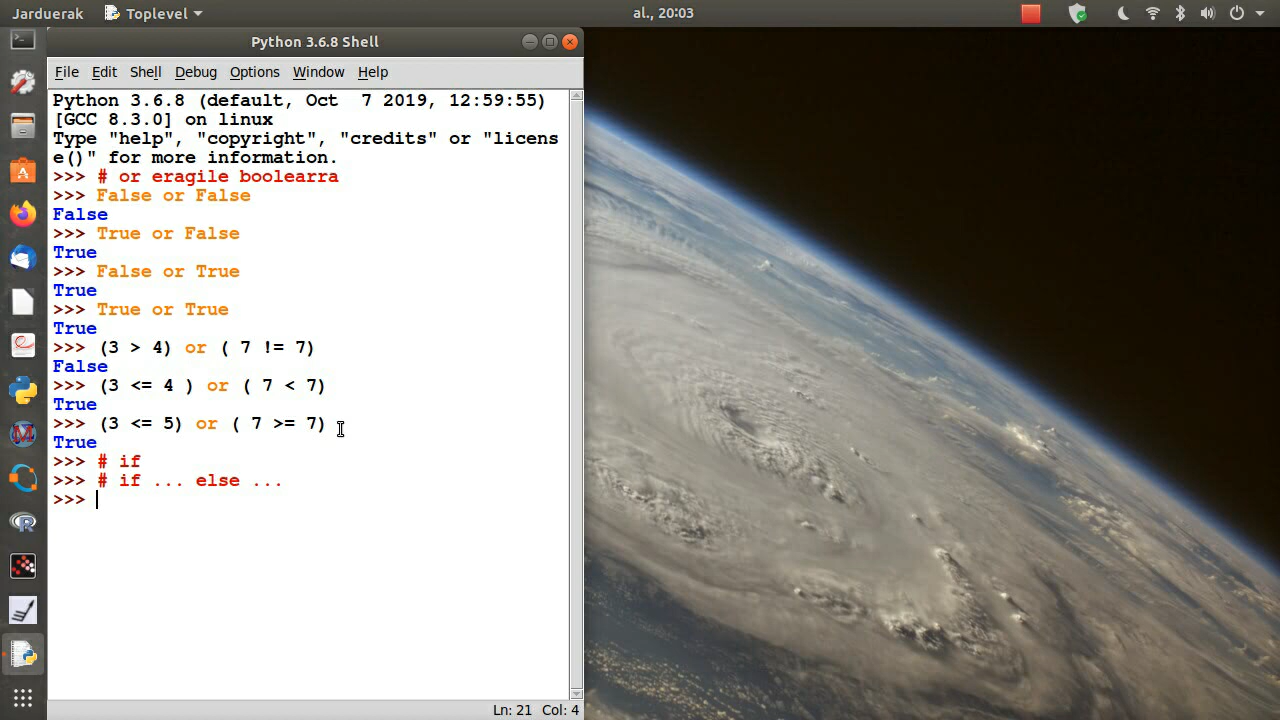 Jarduerak
Toplevel
al., 20:03
Python 3.6.8 Shell
File Edit Shell Debug Options Window Help
Python 3.6.8 (default, Oct  7 2019, 12:59:55)
[GCC 8.3.0] on linux
Type "help", "copyright", "credits" or "licens
e()" for more information.
>>> # or eragile boolearra
>>> False or False
False
>>> True or False
True
>>> False or True
True
>>> True or True
True
>>> (3 > 4) or ( 7 != 7)
False
>>> (3 <= 4 ) or ( 7 < 7)
True
>>> (3 <= 5) or ( 7 >= 7)
True
>>> # if
>>> # if ... else ...
>>>
Ln: 21 Col: 4